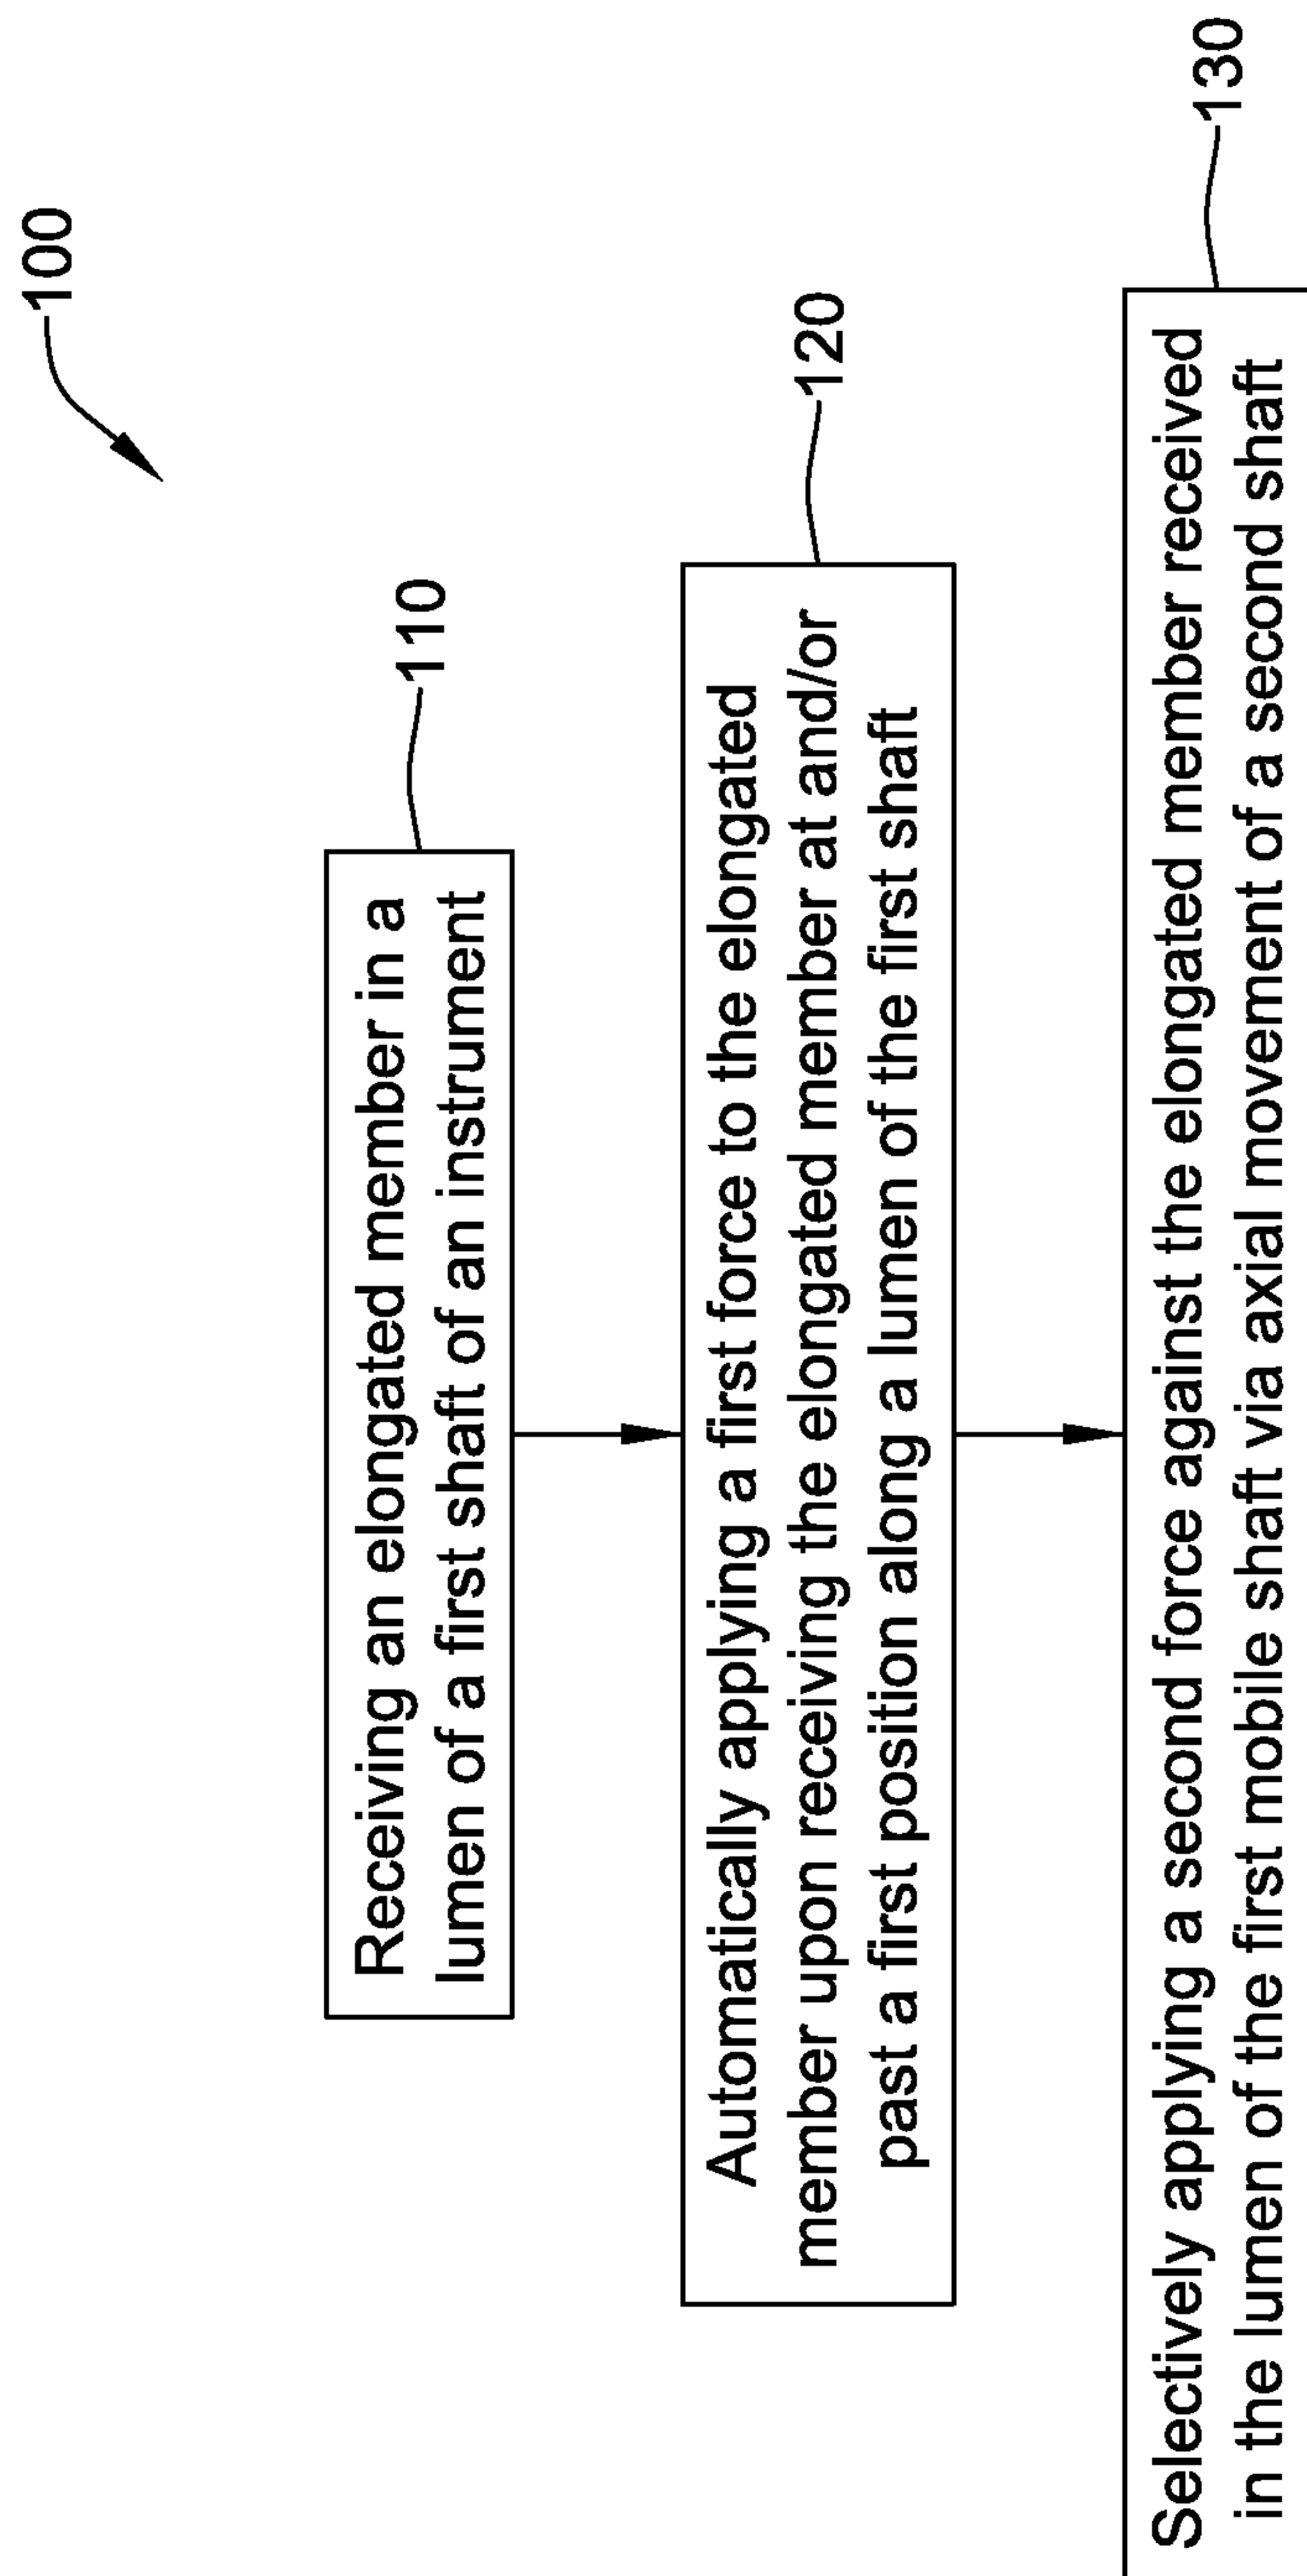 100
110
Receiving an elongated member in a
lumen of a first shaft of an instrument
120
Automatically applying a first force to the elongated
member upon receiving the elongated member at and/or
past a first position along a lumen of the first shaft
130
Selectively applying a second force against the elongated member received
in the lumen of the first mobile shaft via axial movement of a second shaft